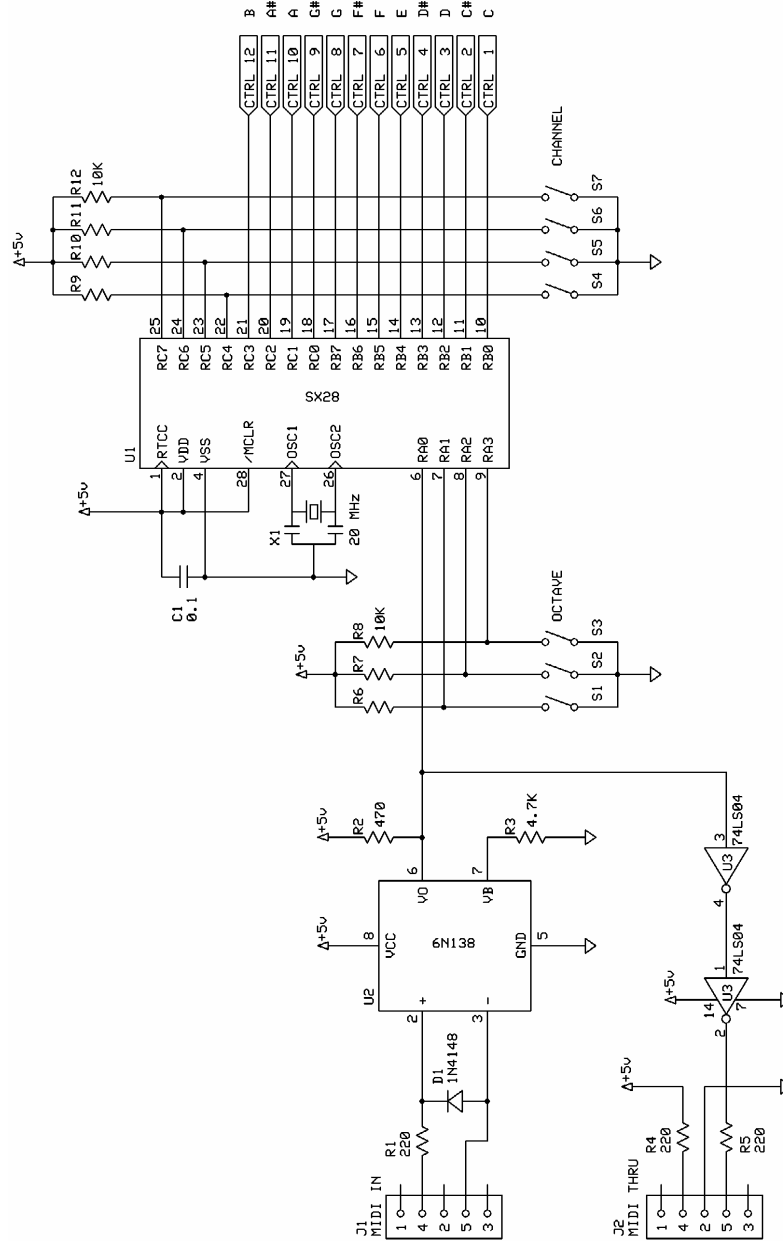 J1
MIDI IN
1
4
2
5
3
R1
220
D1
1N4148
U2
6N138
2
+
3
-
8
VCC
6
VO
7
VB
5
GND
+5v
+5v
R2
470
R3
4.7K
J2
MIDI THRU
1
4
2
5
3
R4
220
R5
220
+5v
+5v
14
7
U3
74LS04
1
2
U3
74LS04
3
4
+5v
R6
R7
R8
10K
OCTAVE
S1
S2
S3
C1
0.1
+5v
X1
20 MHz
U1
SX28
1
RTCC
2
VDD
4
VSS
28
/MCLR
27
OSC1
26
OSC2
6
RA0
7
RA1
8
RA2
9
RA3
RC7
25
RC6
24
RC5
23
RC4
22
RC3
21
RC2
20
RC1
19
RC0
18
RB7
17
RB6
16
RB5
15
RB4
14
RB3
13
RB2
12
RB1
11
RB0
10
+5v
R9
R10
R11
R12
10K
CHANNEL
S4
S5
S6
S7
CTRL 12 B
CTRL 11 A#
CTRL 10 A
CTRL 9 G#
CTRL 8 G
CTRL 7 F#
CTRL 6 F
CTRL 5 E
CTRL 4 D#
CTRL 3 D
CTRL 2 C#
CTRL 1 C